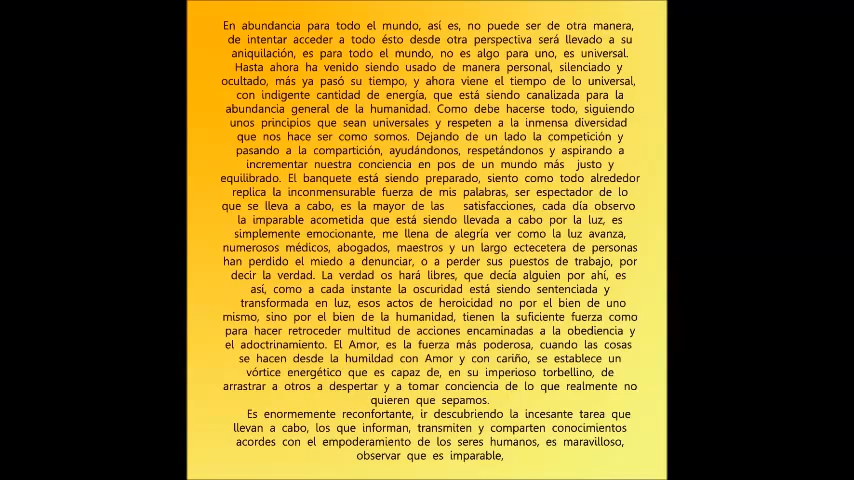 En abundancia para todo el mundo, así es, no puede ser de otra manera,
de intentar acceder a todo ésto desde otra perspectiva será llevado a su
aniquilación, es para todo el mundo, no es algo para uno, es universal.
Hasta ahora ha venido siendo usado de manera personal, silenciado y
ocultado, más ya pasó su tiempo, y ahora viene el tiempo de lo universal,
con indigente cantidad de energía, que está siendo canalizada para la
abundancia general de la humanidad. Como debe hacerse todo, siguiendo
unos principios que sean universales y respeten a la inmensa diversidad
que nos hace ser como somos. Dejando de un lado la competición y
pasando a la compartición, ayudándonos, respetándonos y aspirando a
incrementar nuestra conciencia en pos de un mundo más justo y
equilibrado. El banquete está siendo preparado, siento como todo alrededor
replica la inconmensurable fuerza de mis palabras, ser espectador de lo
que se lleva a cabo, es la mayor de las satisfacciones, cada día observo
la imparable acometida que está siendo llevada a cabo por la luz, es
simplemente emocionante, me llena de alegría ver como la luz avanza,
numerosos médicos, abogados, maestros y un largo ectecetera de personas
han perdido el miedo a denunciar, o a perder sus puestos de trabajo, por
decir la verdad. La verdad os hará libres, que decía alguien por ahí, es
así, como a cada instante la oscuridad está siendo sentenciada y
transformada en luz, esos actos de heroicidad no por el bien de uno
mismo, sino por el bien de la humanidad, tienen la suficiente fuerza como
para hacer retroceder multitud de acciones encaminadas a la obediencia y
el adoctrinamiento. El Amor, es la fuerza más poderosa, cuando las cosas
se hacen desde la humildad con Amor y con cariño, se establece un
vórtice energético que es capaz de, en su imperioso torbellino, de
arrastrar a otros a despertar y a tomar conciencia de lo que realmente no
quieren que sepamos.
Es enormemente reconfortante, ir descubriendo la incesante tarea que
llevan a cabo, los que informan, transmiten y comparten conocimientos
acordes con el empoderamiento de los seres humanos, es maravilloso,
observar que es imparable,